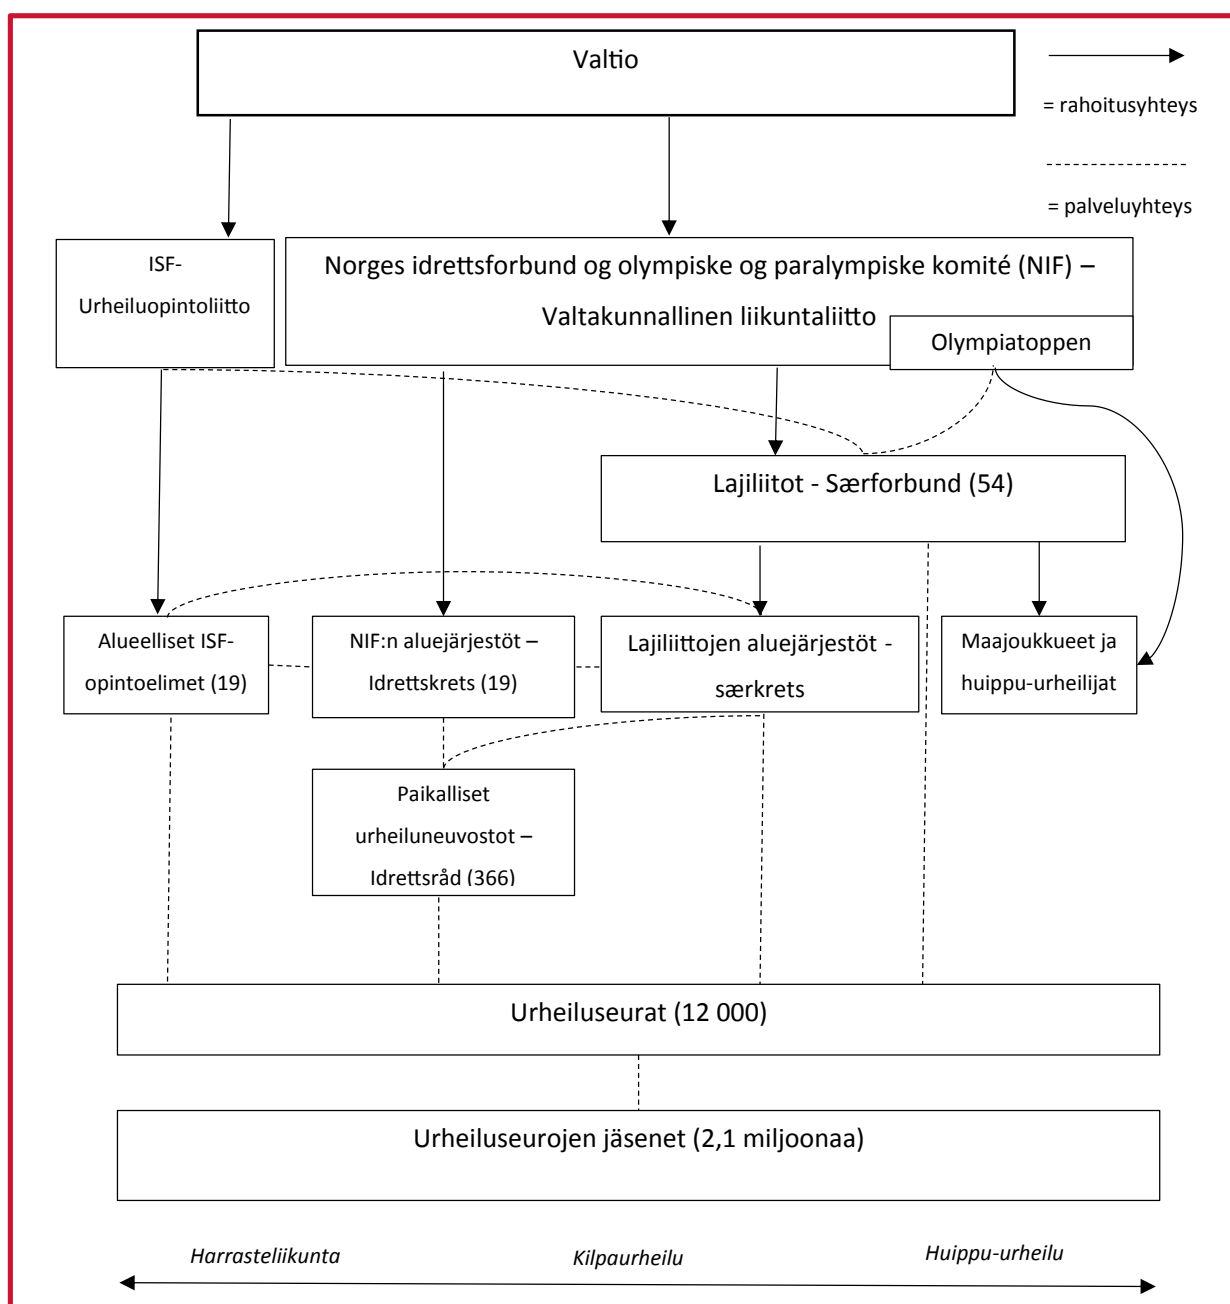 Valtio
= rahoitusyhteys
= palveluyhteys
ISF-
Urheiluopintoliitto
Norges idrettsforbund og olympiske og paralympiske komité (NIF) –
Valtakunnallinen liikuntaliitto
Olympiatoppen
Lajiliitot - Særforbund (54)
Alueelliset ISF-
opintoelimet (19)
NIF:n aluejärjestöt –
Idrettskrets (19)
Lajiliittojen aluejärjestöt -
særkrets
Maajoukkueet ja
huippu-urheilijat
Paikalliset
urheiluneuvostot –
Idrettsråd (366)
Urheiluseurat (12 000)
Urheiluseurojen jäsenet (2,1 miljoonaa)
Harrasteliikunta
Kilpaurheilu
Huippu-urheilu